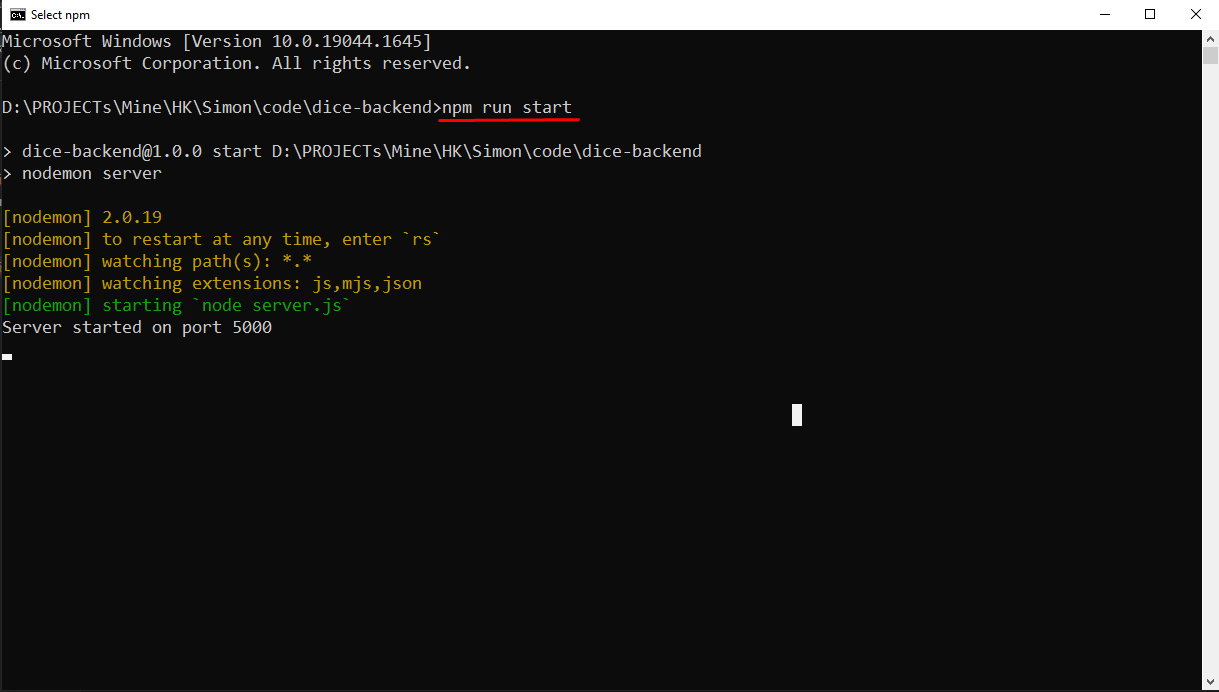 Select npm
Microsoft Windows [Version 10.0.19044.1645]
(c) Microsoft Corporation. All rights reserved.
D:\PROJECTs\Mine\HK\Simon\code\dice-backend>npm run start
> dice-backend@1.0.0 start D:\PROJECTs\Mine\HK\Simon\code\dice-backend
> nodemon server
[nodemon] 2.0.19
[nodemon] to restart at any time, enter `rs`
[nodemon] watching path(s): *.*
[nodemon] watching extensions: js,mjs,json
[nodemon] starting `node server.js`
Server started on port 5000